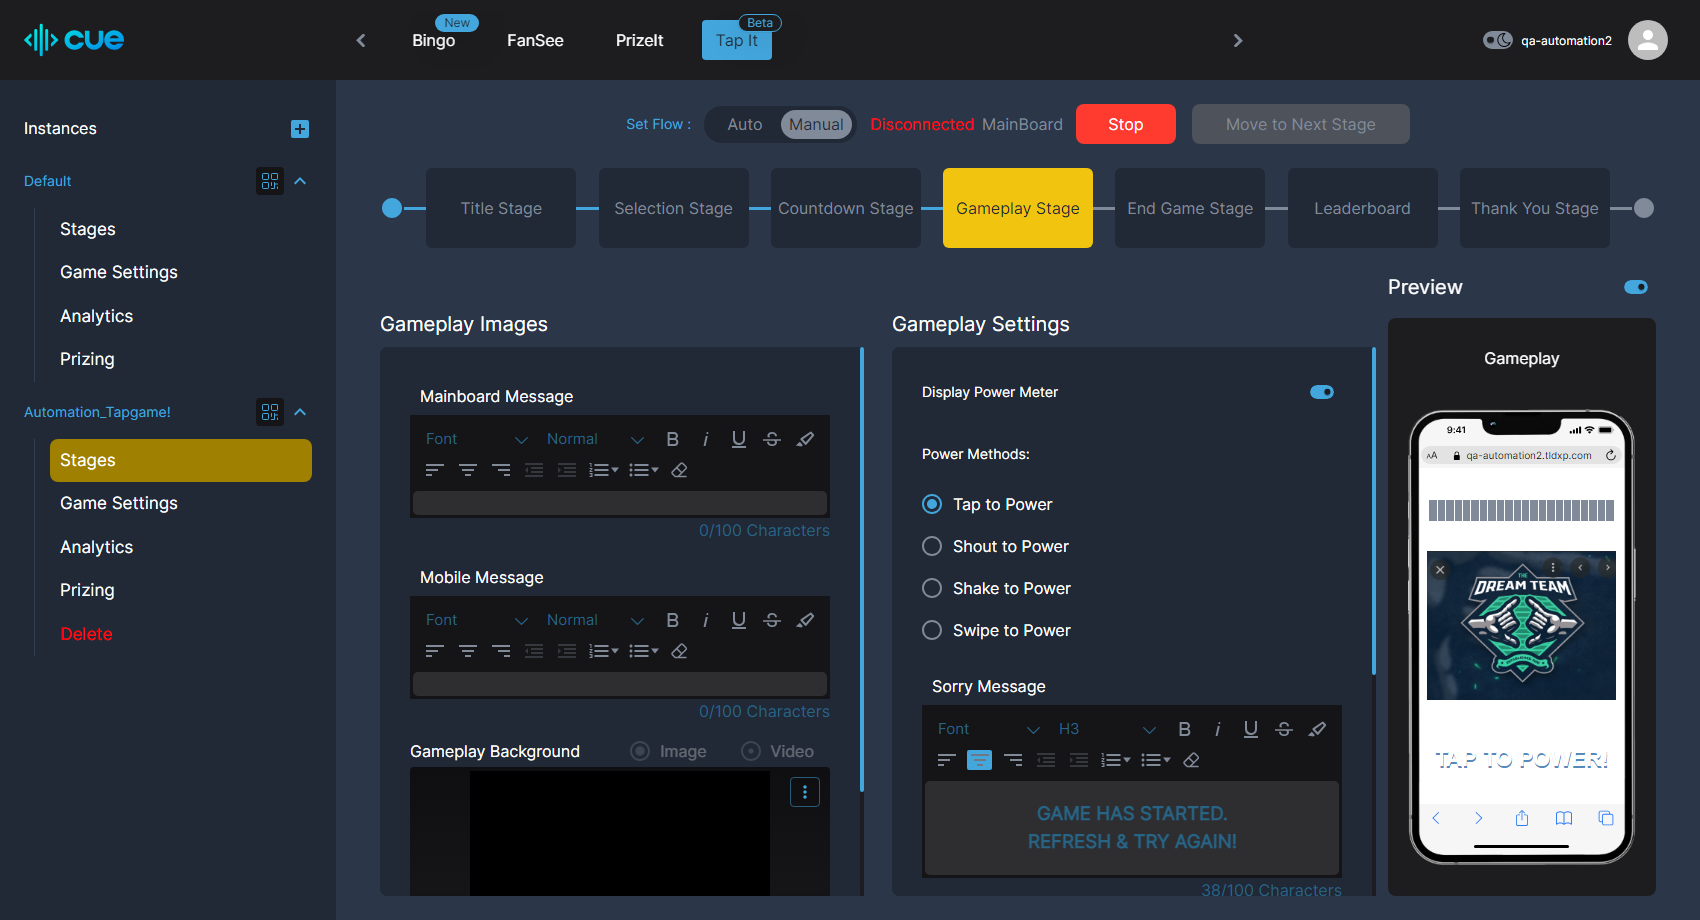 cue
New
Bingo
FanSee
PrizeIt
Beta
Tap It
qa-automation2
Instances
Default
Stages
Game Settings
Analytics
Prizing
Automation_Tapgame!
Stages
Game Settings
Analytics
Prizing
Delete
Set Flow :
Auto
Manual
Disconnected MainBoard
Stop
Move to Next Stage
Title Stage
Selection Stage
Countdown Stage
Gameplay Stage
End Game Stage
Leaderboard
Thank You Stage
Gameplay Images
Mainboard Message
Font
Normal
B
i
U
S
0/100 Characters
Mobile Message
Font
Normal
B
i
U
S
0/100 Characters
Gameplay Background
Image
Video
Gameplay Settings
Display Power Meter
Power Methods:
Tap to Power
Shout to Power
Shake to Power
Swipe to Power
Sorry Message
Font
H3
B
i
U
S
GAME HAS STARTED.
REFRESH & TRY AGAIN!
38/100 Characters
Preview
Gameplay
9:41
AA
qa-automation2.tldxp.com
THE
DREAM TEAM
TAP TO POWER!